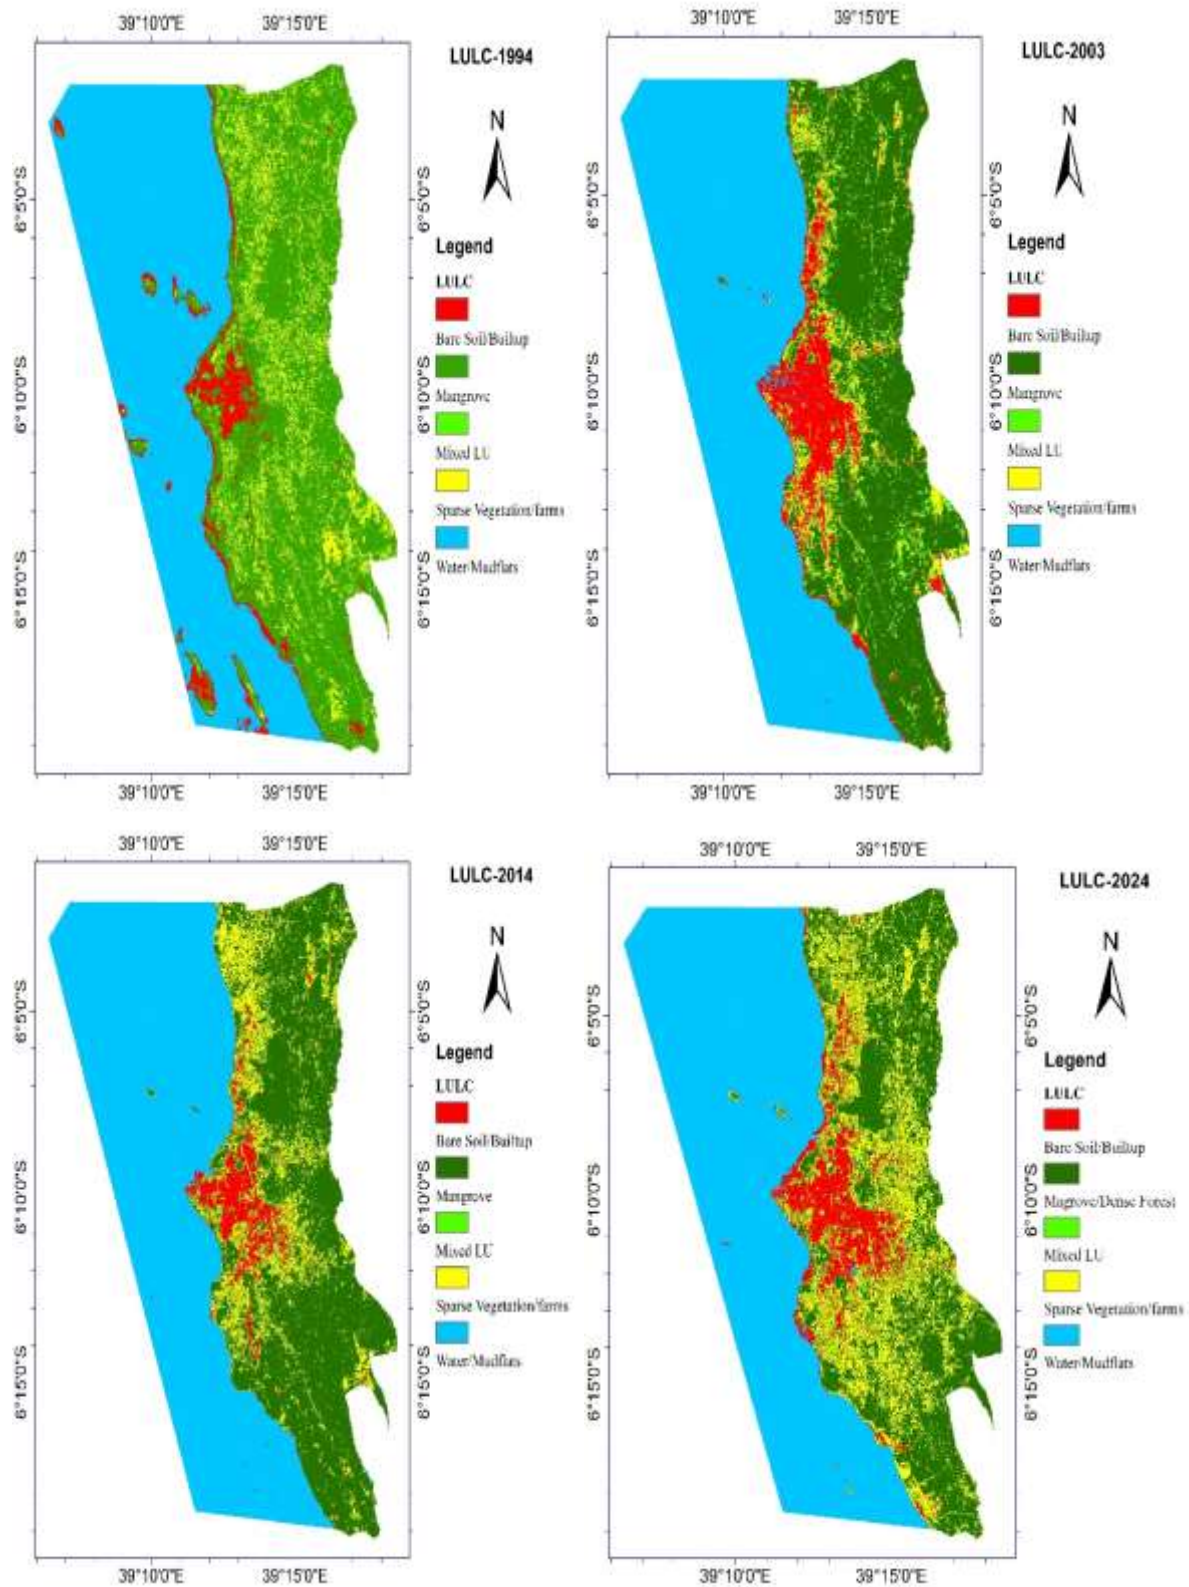 39°10'0"E 39°15'0"E
LULC-1994
N
6°5'0"S 6°5'0"S
Legend
LULC
Bare Soil/Builtup
6°10'0"S 6°10'0"S
Mangrove
Mixed LU
Sparse Vegetation/farms
6°15'0"S 6°15'0"S
Water/Mudflats
39°10'0"E 39°15'0"E
39°10'0"E 39°15'0"E
LULC-2003
N
6°5'0"S
Legend
LULC
Bare Soil/Builtup
6°10'0"S
Mangrove
Mixed LU
Sparse Vegetation/farms
6°15'0"S
Water/Mudflats
39°10'0"E 39°15'0"E
39°10'0"E 39°15'0"E
LULC-2014
N
6°5'0"S 6°5'0"S
Legend
LULC
Bare Soil/Builtup
6°10'0"S 6°10'0"S
Mangrove
Mixed LU
Sparse Vegetation/farms
6°15'0"S 6°15'0"S
Water/Mudflats
39°10'0"E 39°15'0"E
39°10'0"E 39°15'0"E
LULC-2024
N
6°5'0"S 6°5'0"S
Legend
LULC
Bare Soil/Builtup
6°10'0"S 6°10'0"S
Magrove/Dense Forest
Mixed LU
Sparse Vegetation/farms
6°15'0"S 6°15'0"S
Water/Mudflats
39°10'0"E 39°15'0"E